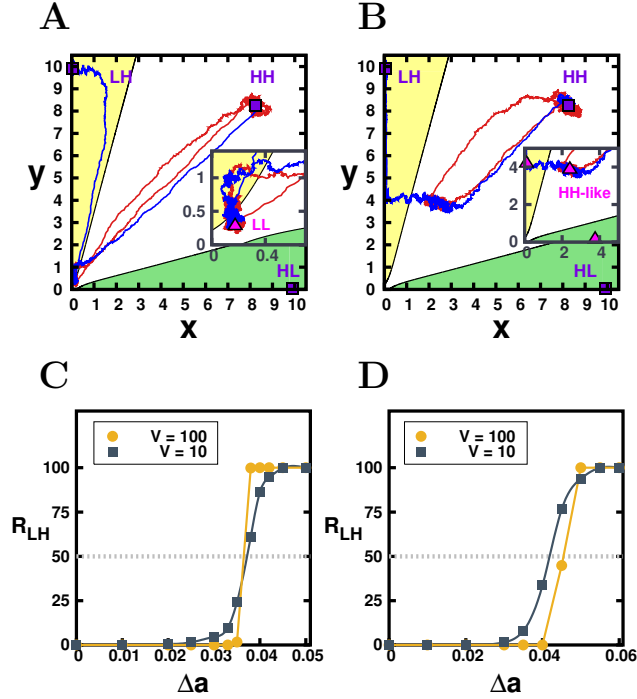 A
B
10
9
8
7
6
5
4
3
2
1
0
y
LH
HH
HL
1
0.5
0
LL
0
0.4
0 1 2 3 4 5 6 7 8 9 10
x
10
9
8
7
6
5
4
3
2
1
0
y
LH
HH
HL
4
2
0
HH-like
0 2 4
0 1 2 3 4 5 6 7 8 9 10
x
C
D
V = 100
V = 10
100
75
50
25
0
R_LH
0 0.01 0.02 0.03 0.04 0.05
Δa
V = 100
V = 10
100
75
50
25
0
R_LH
0 0.02 0.04 0.06
Δa